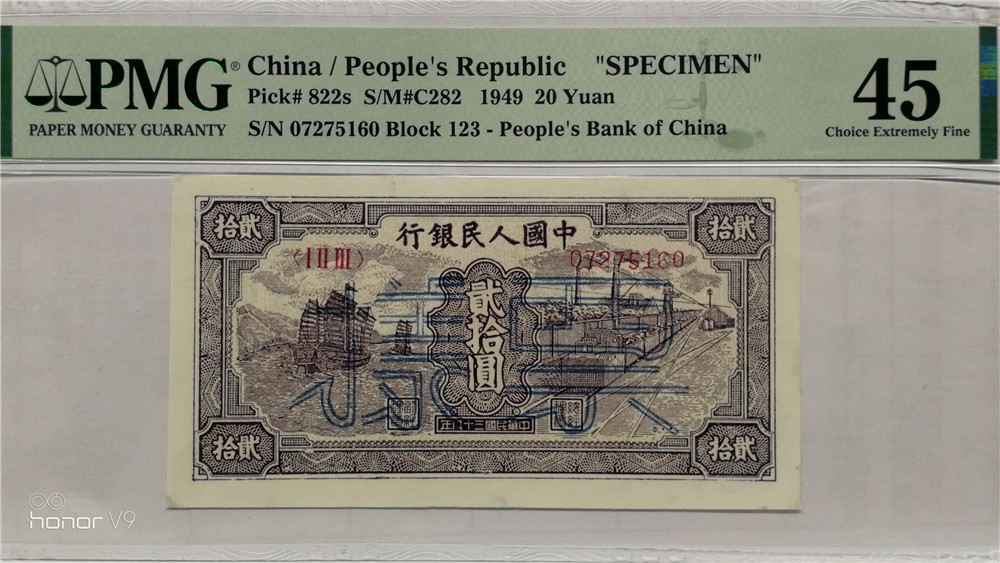 PMG®
PAPER MONEY GUARANTY
China / People's Republic "SPECIMEN"
Pick# 822s S/M#C282 1949 20 Yuan
S/N 07275160 Block 123 - People's Bank of China
45
Choice Extremely Fine
拾貳
拾貳
行銀民人國中
〈I II III〉
07275160
貳拾圓
年八十三國民華中
拾貳
拾貳
honor V9